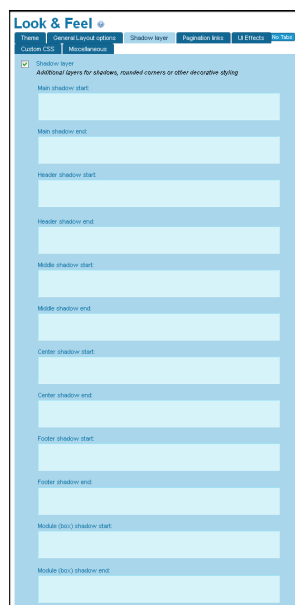 Look & Feel
Theme General Layout options Shadow layer Pagination links UI Effects No Tabs
Custom CSS Miscellaneous
Shadow layer
Additional layers for shadows, rounded corners or other decorative styling
Main shadow start:
Main shadow end:
Header shadow start:
Header shadow end:
Middle shadow start:
Middle shadow end:
Center shadow start:
Center shadow end:
Footer shadow start:
Footer shadow end:
Module (box) shadow start:
Module (box) shadow end: